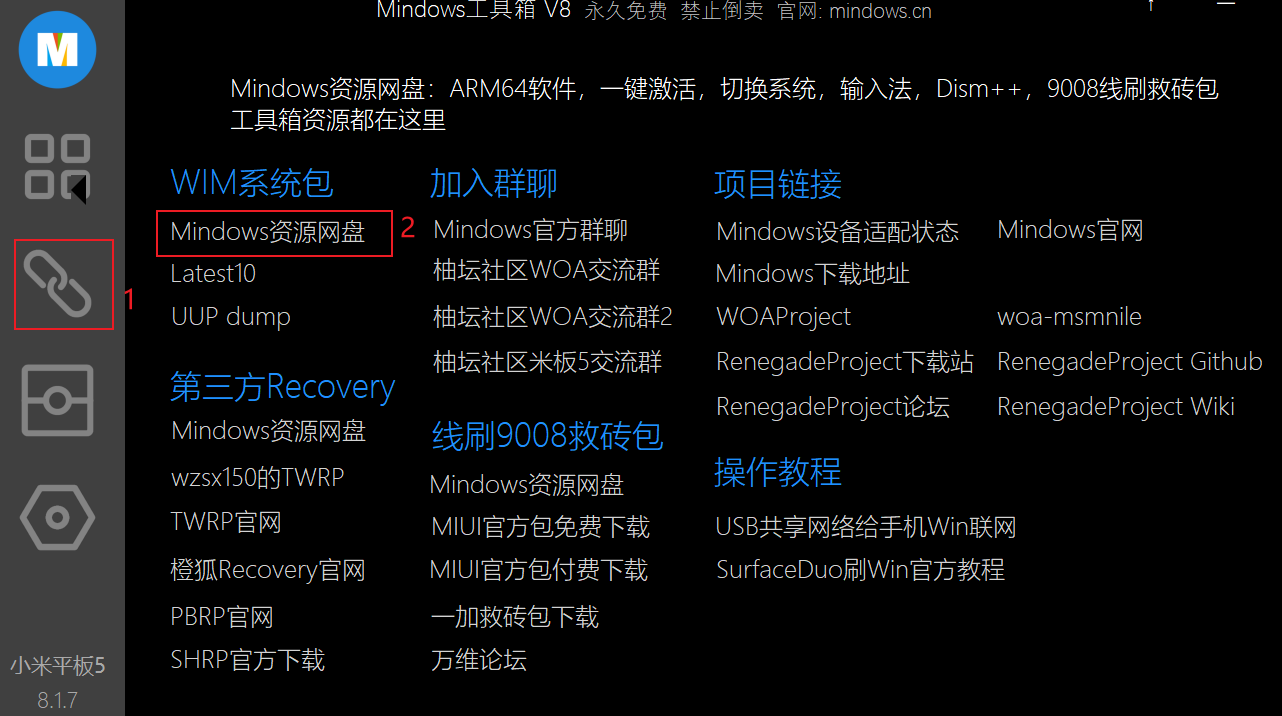 Mindows工具箱 V8 永久免费 禁止倒卖 官网: mindows.cn
M
Mindows资源网盘：ARM64软件，一键激活，切换系统，输入法，Dism++，9008线刷救砖包
工具箱资源都在这里
WIM系统包
Mindows资源网盘 2
Latest10
UUP dump
1
第三方Recovery
Mindows资源网盘
wzsx150的TWRP
TWRP官网
橙狐Recovery官网
PBRP官网
SHRP官方下载
加入群聊
Mindows官方群聊
柚坛社区WOA交流群
柚坛社区WOA交流群2
柚坛社区米板5交流群
线刷9008救砖包
Mindows资源网盘
MIUI官方包免费下载
MIUI官方包付费下载
一加救砖包下载
万维论坛
项目链接
Mindows设备适配状态 Mindows官网
Mindows下载地址
WOAProject woa-msmnile
RenegadeProject下载站 RenegadeProject Github
RenegadeProject论坛 RenegadeProject Wiki
操作教程
USB共享网络给手机Win联网
SurfaceDuo刷Win官方教程
小米平板5
8.1.7